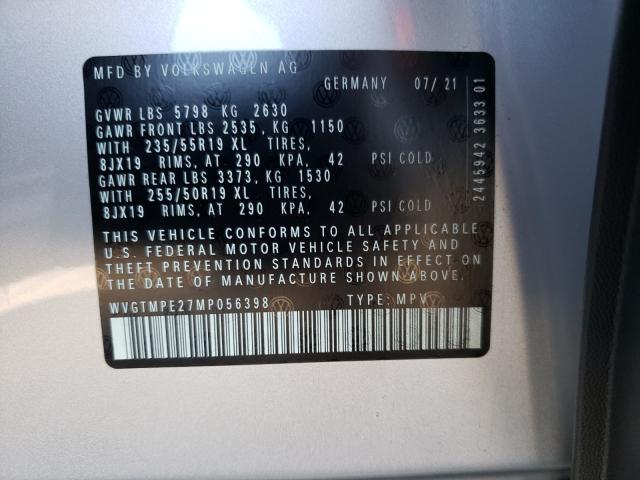 MFD BY VOLKSWAGEN AG
GERMANY 07/21
GVWR LBS 5798 KG 2630
GAWR FRONT LBS 2535, KG 1150
WITH 235/55R19 XL TIRES,
8JX19 RIMS, AT 290 KPA, 42 PSI COLD
GAWR REAR LBS 3373, KG 1530
WITH 255/50R19 XL TIRES,
8JX19 RIMS, AT 290 KPA, 42 PSI COLD
THIS VEHICLE CONFORMS TO ALL APPLICABLE
U.S. FEDERAL MOTOR VEHICLE SAFETY AND
THEFT PREVENTION STANDARDS IN EFFECT ON
THE DATE OF MANUFACTURE SHOWN ABOVE.
WVGTMPE27MP056398 TYPE: MPV
2445942 3633 01